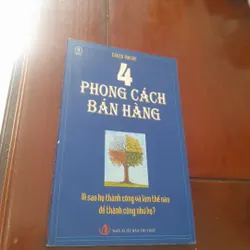 4
PHONG CÁCH
BÁN HÀNG
Vì sao họ thành công và làm thế nào
để thành công như họ?